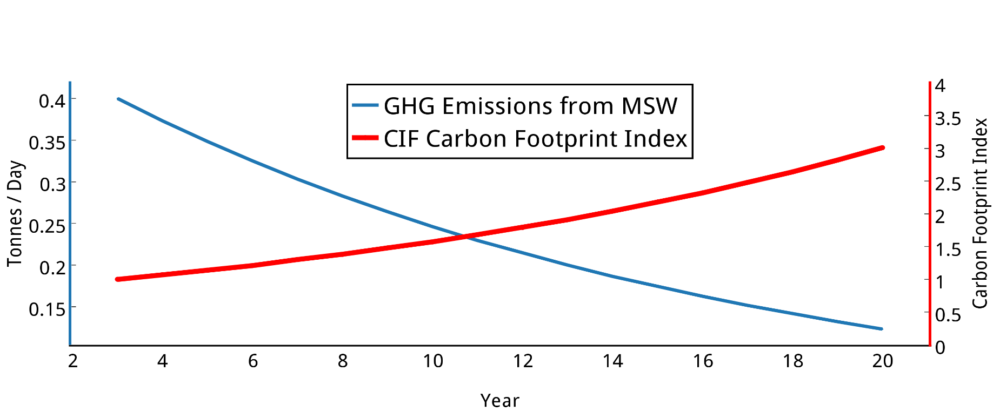 GHG Emissions from MSW
CIF Carbon Footprint Index
Tonnes / Day
0.4
0.35
0.3
0.25
0.2
0.15
4
3.5
3
2.5
2
1.5
1
0.5
0
Carbon Footprint Index
2 4 6 8 10 12 14 16 18 20
Year